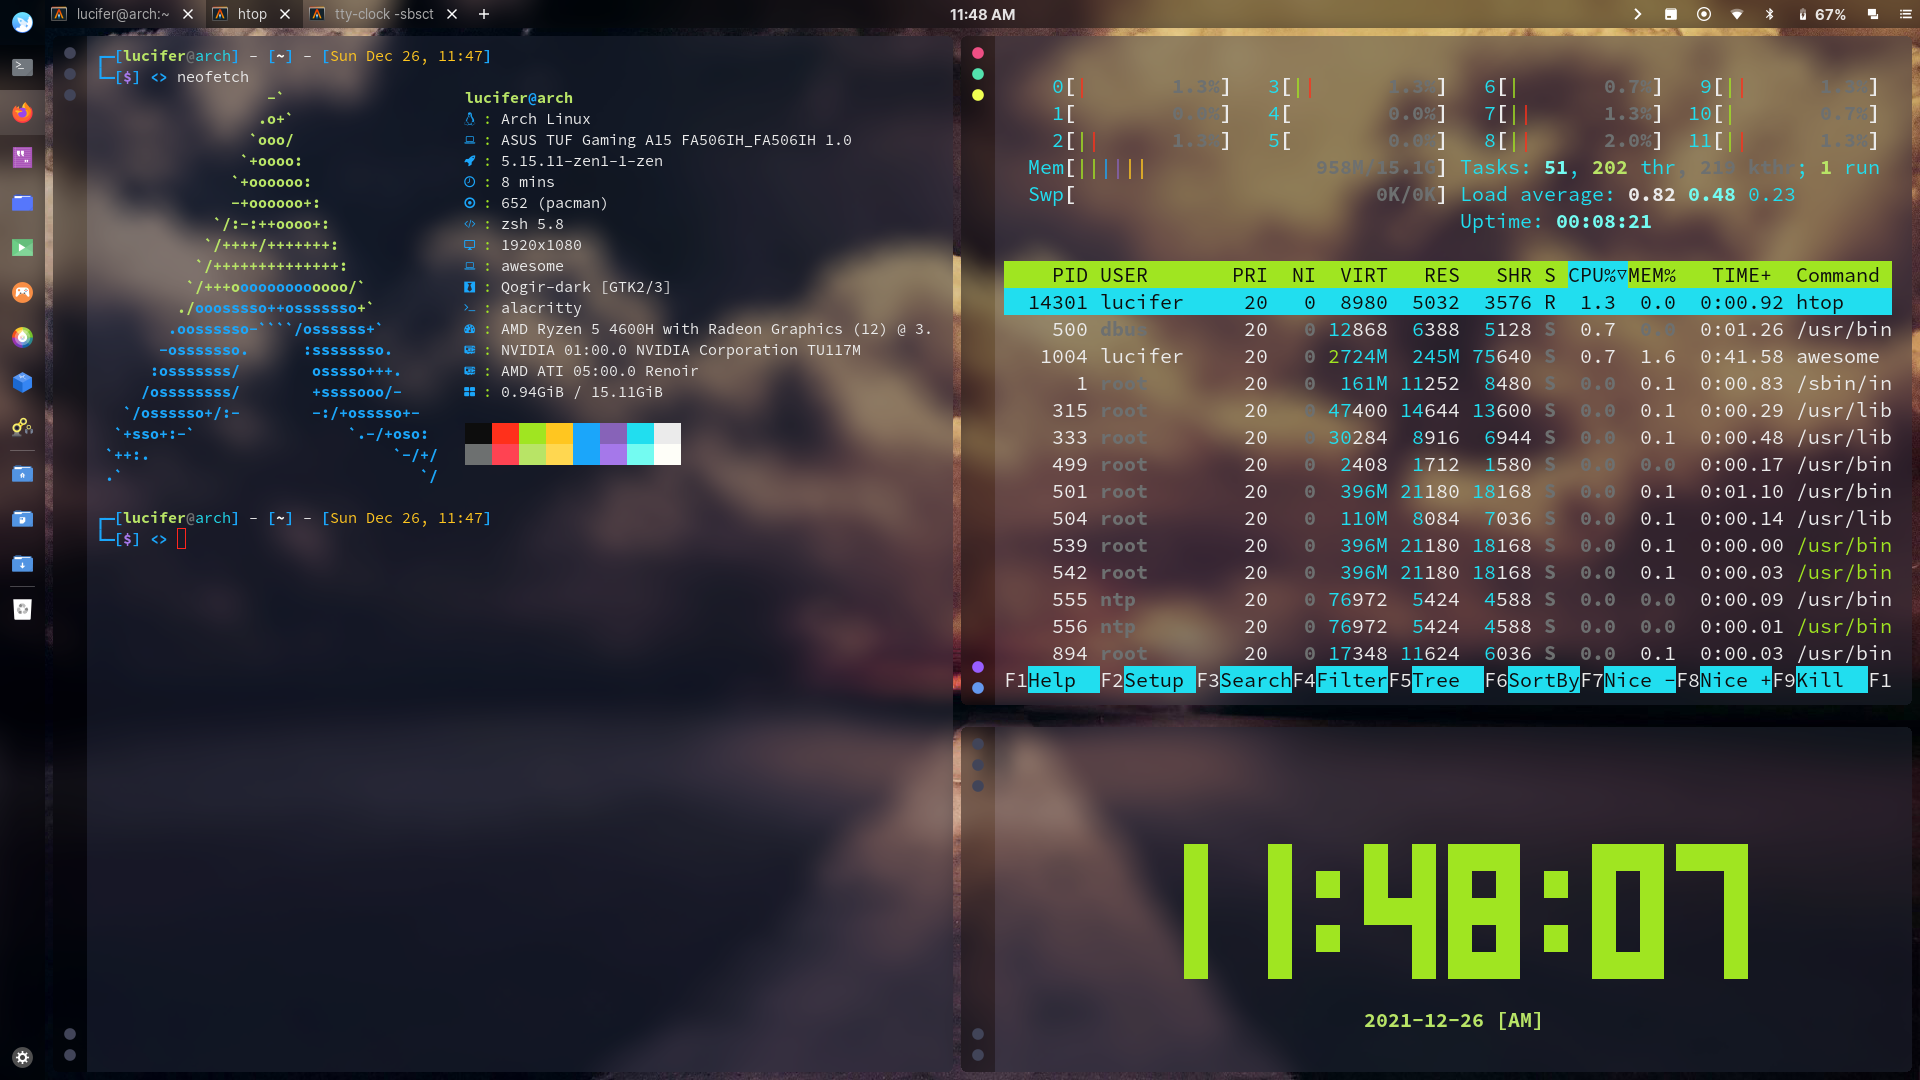 lucifer@arch:~ htop tty-clock -sbsct
11:48 AM
67%
[lucifer@arch] – [~] – [Sun Dec 26, 11:47]
[$] <> neofetch
lucifer@arch
: Arch Linux
: ASUS TUF Gaming A15 FA506IH_FA506IH 1.0
: 5.15.11-zen1-1-zen
: 8 mins
: 652 (pacman)
: zsh 5.8
: 1920x1080
: awesome
: Qogir-dark [GTK2/3]
: alacritty
: AMD Ryzen 5 4600H with Radeon Graphics (12) @ 3.
: NVIDIA 01:00.0 NVIDIA Corporation TU117M
: AMD ATI 05:00.0 Renoir
: 0.94GiB / 15.11GiB
-`
.o+`
`ooo/
`+oooo:
`+oooooo:
-+oooooo+:
`/:-:++oooo+:
`/++++/+++++++:
`/++++++++++++++:
`/+++ooooooooooooo/`
./ooosssso++osssssso+`
.oossssso-````/ossssss+`
-osssssso. :ssssssso.
:osssssss/ osssso+++.
/ossssssss/ +ssssooo/-
`/ossssso+/:- -:/+osssso+-
`+sso+:-` `.-/+oso:
`++:. `-/+/
.` `/
[lucifer@arch] – [~] – [Sun Dec 26, 11:47]
[$] <>
0[ 1.3%] 3[ 1.3%] 6[ 0.7%] 9[ ]
1[ ] 4[ 0.0%] 7[ 1.3%] 10[ 0.7%]
2[ 1.3%] 5[ 0.0%] 8[ 2.0%] 11[ 1.3%]
Mem[ 958M/15.1G] Tasks: 51, 202 thr, kthr; 1 run
Swp[ 0K/0K] Load average: 0.82 0.48 0.23
Uptime: 00:08:21
PID USER PRI NI VIRT RES SHR S CPU%▽MEM% TIME+ Command
14301 lucifer 20 0 8980 5032 3576 R 1.3 0.0 0:00.92 htop
500 dbus 20 0 12868 6388 5128 S 0.7 0.0 0:01.26 /usr/bin
1004 lucifer 20 0 2724M 245M 75640 S 0.7 1.6 0:41.58 awesome
1 root 20 0 161M 11252 8480 S 0.0 0.1 0:00.83 /sbin/in
315 root 20 0 47400 14644 13600 S 0.0 0.1 0:00.29 /usr/lib
333 root 20 0 30284 8916 6944 S 0.0 0.1 0:00.48 /usr/lib
499 root 20 0 2408 1712 1580 S 0.0 0.0 0:00.17 /usr/bin
501 root 20 0 396M 21180 18168 S 0.0 0.1 0:01.10 /usr/bin
504 root 20 0 110M 8084 7036 S 0.0 0.1 0:00.14 /usr/lib
539 root 20 0 396M 21180 18168 S 0.0 0.1 0:00.00 /usr/bin
542 root 20 0 396M 21180 18168 S 0.0 0.1 0:00.03 /usr/bin
555 ntp 20 0 76972 5424 4588 S 0.0 0.0 0:00.09 /usr/bin
556 ntp 20 0 76972 5424 4588 S 0.0 0.0 0:00.01 /usr/bin
894 root 20 0 17348 11624 6036 S 0.0 0.1 0:00.03 /usr/bin
F1Help F2Setup F3SearchF4FilterF5Tree F6SortByF7Nice -F8Nice +F9Kill F1
11:48:07
2021-12-26 [AM]